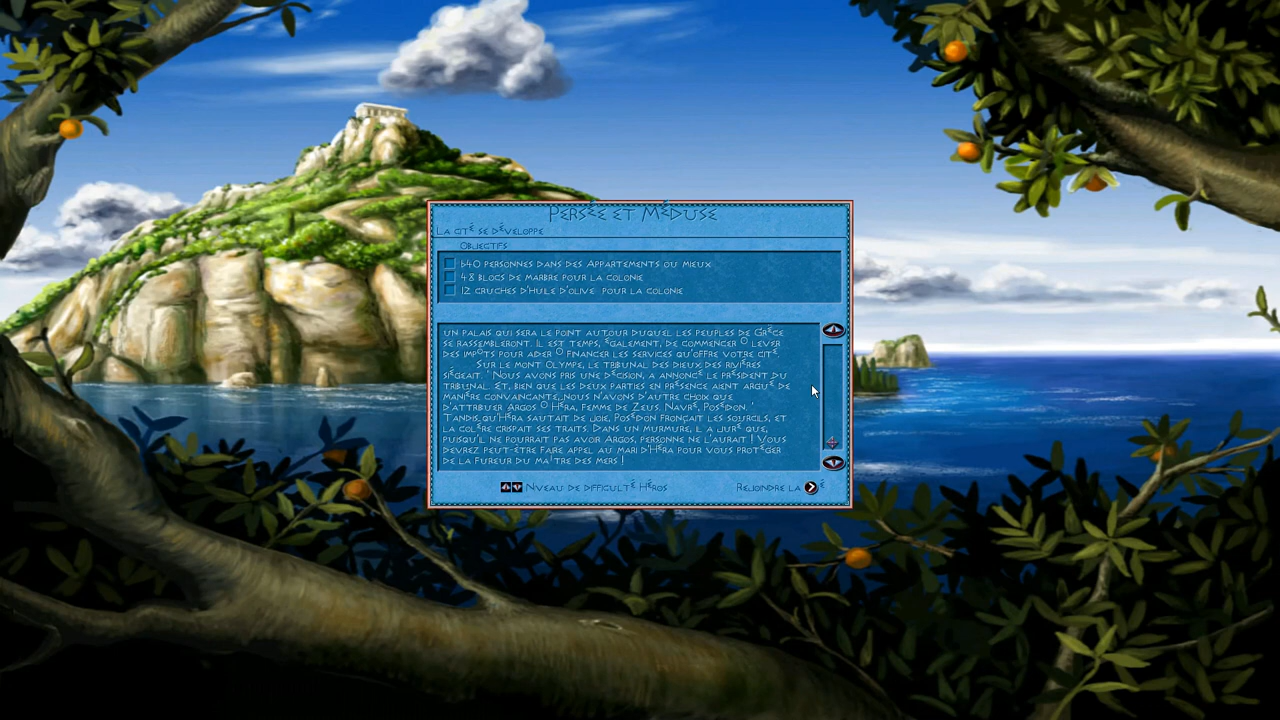 Persée et Méduse
La cité se développe
Objectifs
640 personnes dans des Appartements ou mieux
48 blocs de marbre pour la colonie
12 cruches d'huile d'olive pour la colonie
un palais qui sera le pont autour duquel les peuples de Grèce
se rassembleront. Il est temps, également, de commencer à lever
des impôts pour aider à financer les services qu'offre votre cité.
Sur le mont Olympe, le tribunal des dieux des rivières
siégeait. "Nous avons pris une décision, a annoncé le président du
tribunal. Et, bien que les deux parties en présence aient argué de
manière convaincante, nous n'avons d'autre choix que
d'attribuer Argos à Héra, femme de Zeus. Navré, Poséidon."
Tandis qu'Héra sautait de joie, Poséidon fronçait les sourcils, et
la colère crispait ses traits. Dans un murmure, il a juré que,
puisqu'il ne pourrait pas avoir Argos, personne ne l'aurait ! Vous
devrez peut-être faire appel au mari d'Héra pour vous protéger
de la fureur du maître des mers !
Niveau de difficulté Héros
Rejoindre la